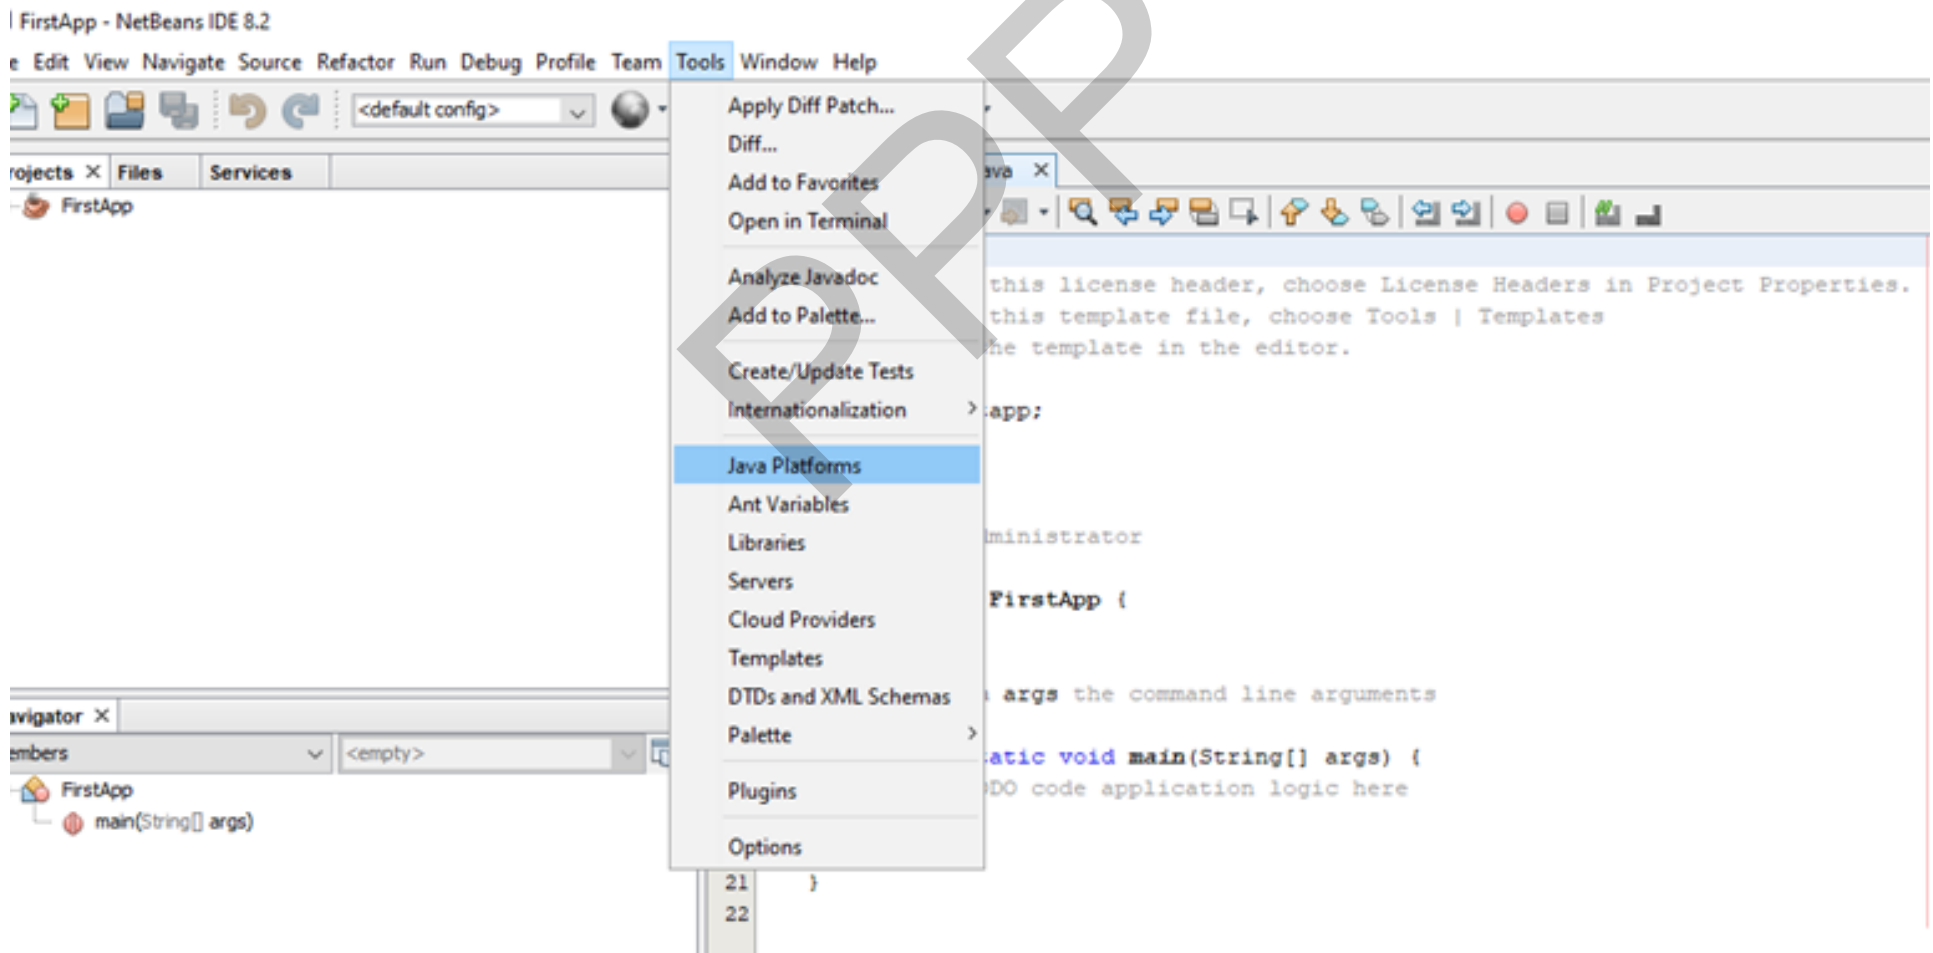 FirstApp - NetBeans IDE 8.2
e Edit View Navigate Source Refactor Run Debug Profile Team Tools Window Help
<default config>
Apply Diff Patch...
Diff...
Add to Favorites
Open in Terminal
Analyze Javadoc
Add to Palette...
Create/Update Tests
Internationalization
Java Platforms
Ant Variables
Libraries
Servers
Cloud Providers
Templates
DTDs and XML Schemas
Palette
Plugins
Options
rojects Files Services
FirstApp
ava
this license header, choose License Headers in Project Properties.
this template file, choose Tools | Templates
he template in the editor.
app;
ministrator
FirstApp {
args the command line arguments
atic void main(String[] args) {
DO code application logic here
21 }
22
avigator
embers <empty>
FirstApp
main(String[] args)
PPP